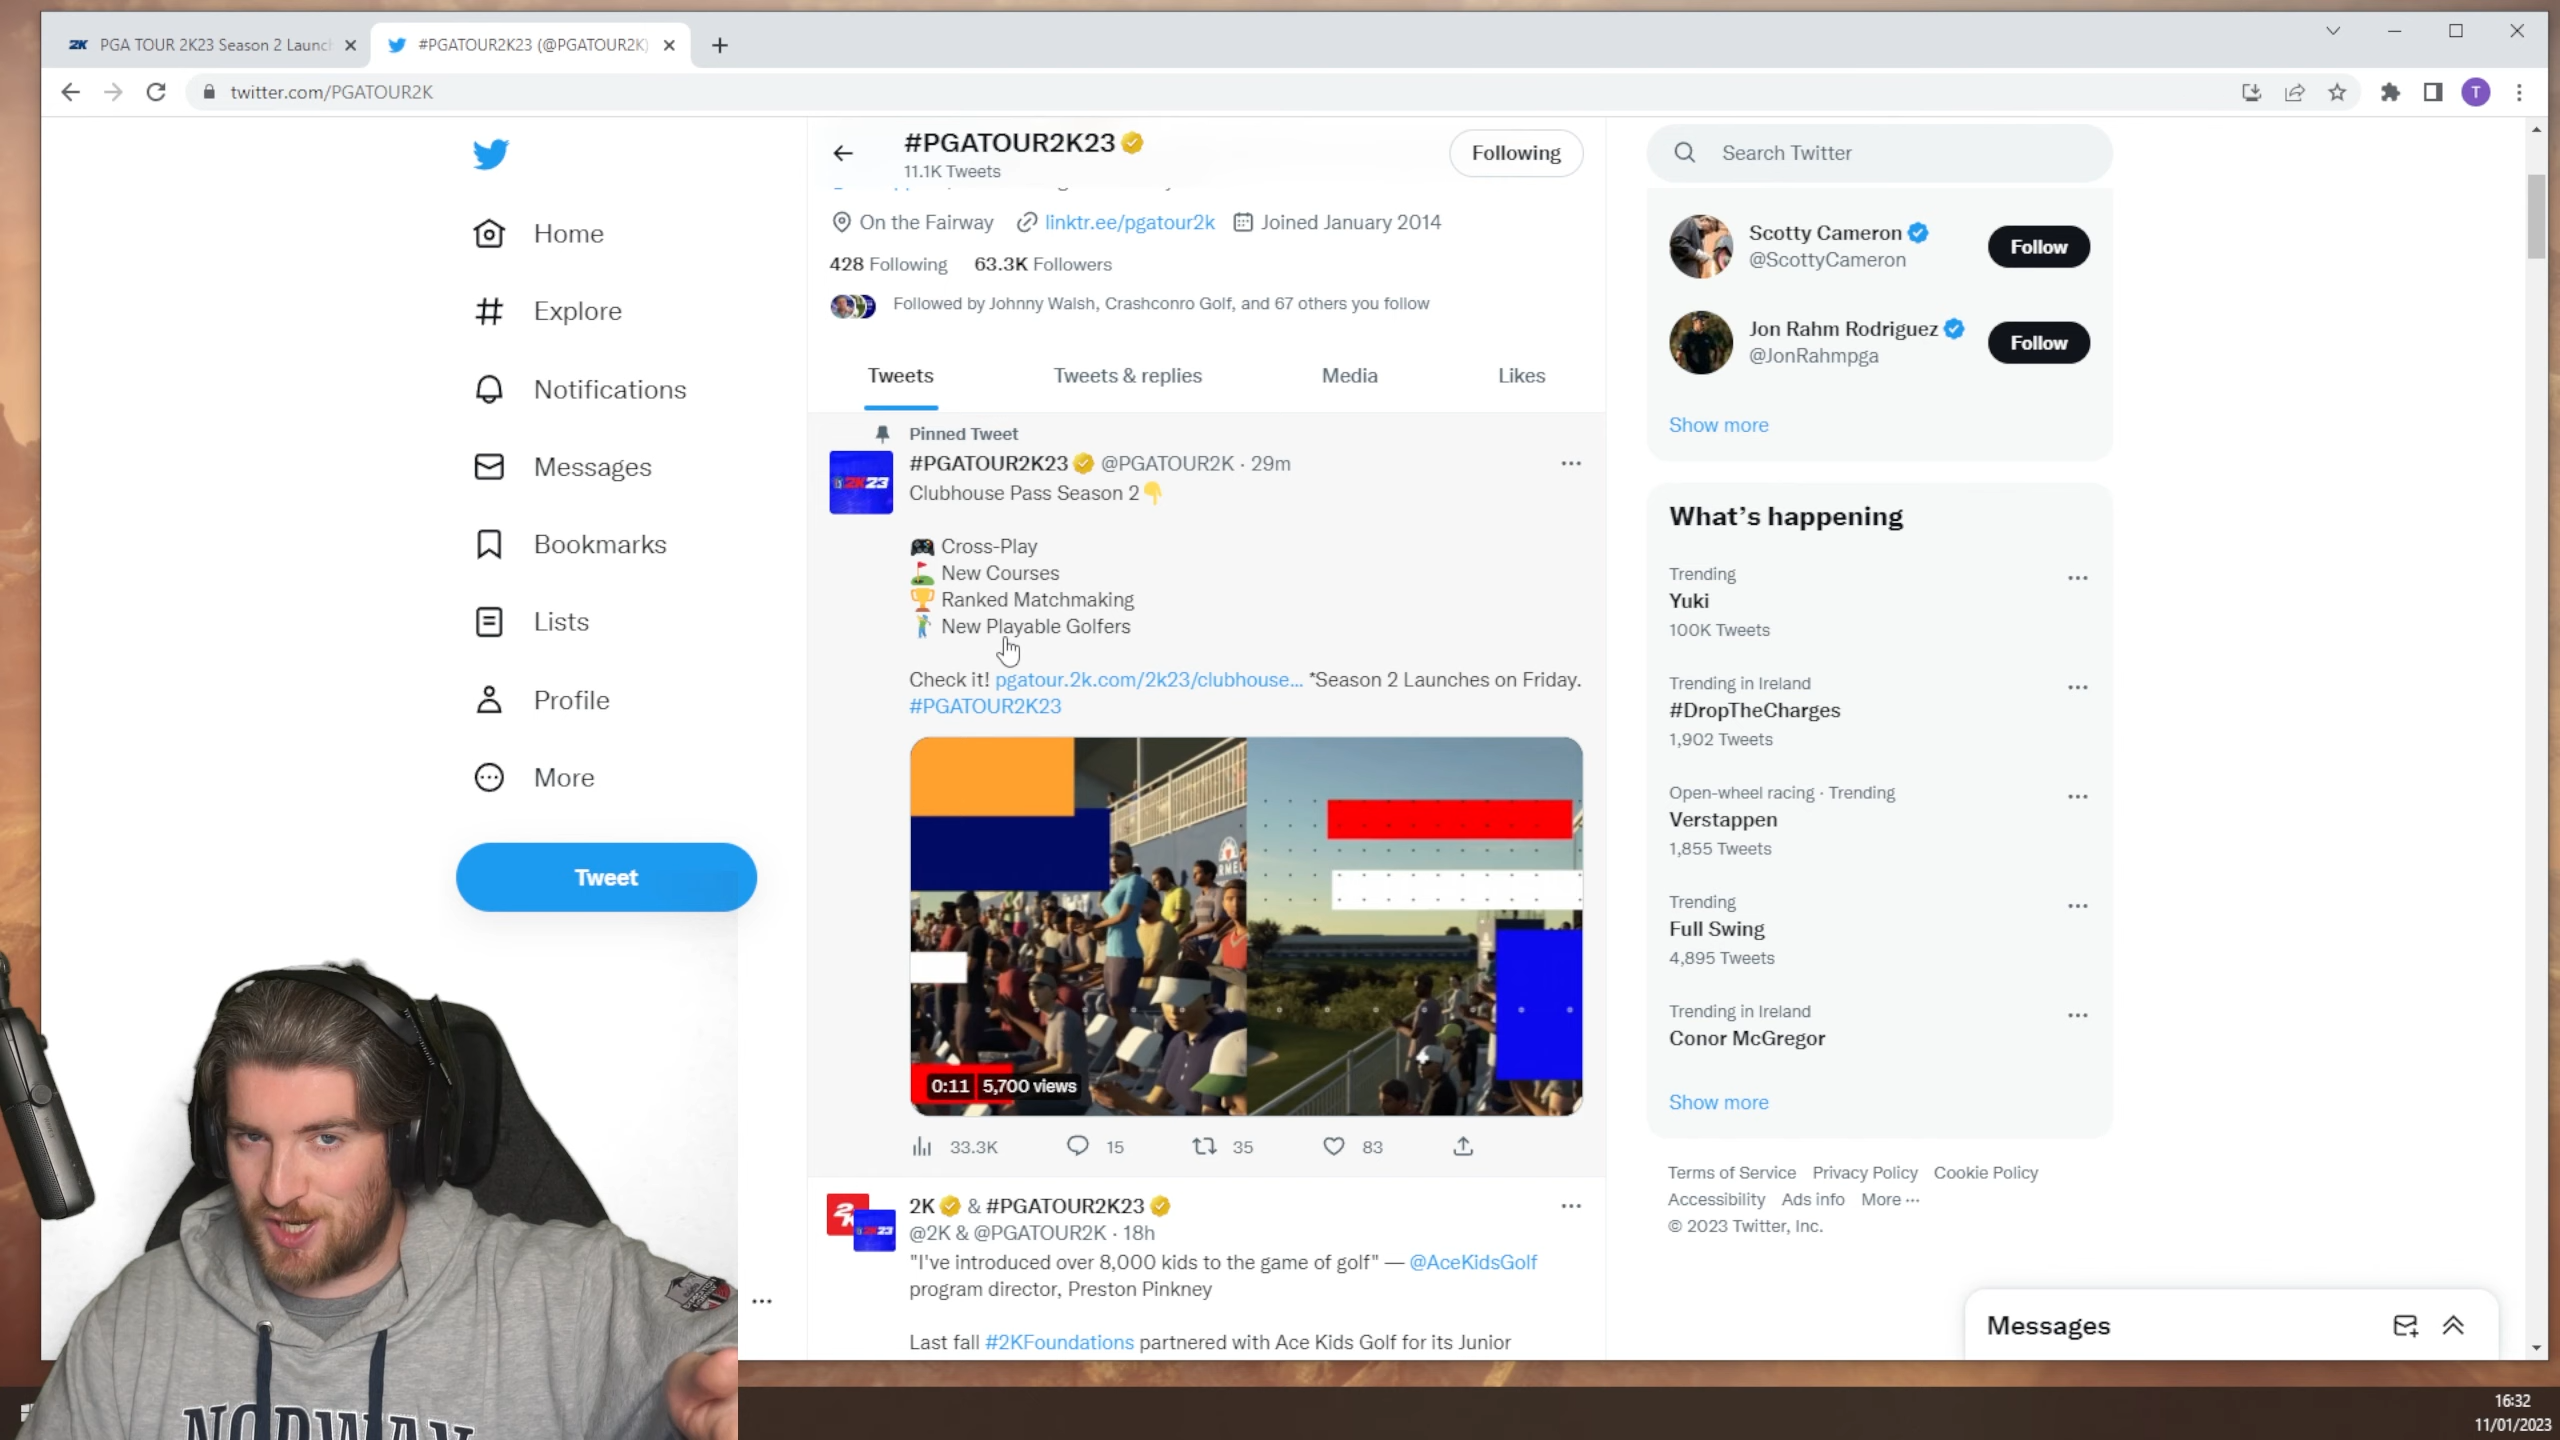 2K PGA TOUR 2K23 Season 2 Launch
#PGATOUR2K23 (@PGATOUR2K)
twitter.com/PGATOUR2K
T
Home
Explore
Notifications
Messages
Bookmarks
Lists
Profile
More
Tweet
#PGATOUR2K23
11.1K Tweets
Following
On the Fairway linktr.ee/pgatour2k Joined January 2014
428 Following 63.3K Followers
Followed by Johnny Walsh, Crashconro Golf, and 67 others you follow
Tweets Tweets & replies Media Likes
Pinned Tweet
#PGATOUR2K23 @PGATOUR2K · 29m
Clubhouse Pass Season 2👇
🎮 Cross-Play
⛳ New Courses
🏆 Ranked Matchmaking
🏌 New Playable Golfers
Check it! pgatour.2k.com/2k23/clubhouse... *Season 2 Launches on Friday.
#PGATOUR2K23
2K23
0:11 5,700 views
33.3K 15 35 83
2K & #PGATOUR2K23
@2K & @PGATOUR2K · 18h
"I've introduced over 8,000 kids to the game of golf" — @AceKidsGolf
program director, Preston Pinkney
Last fall #2KFoundations partnered with Ace Kids Golf for its Junior
2K
2K23
Search Twitter
Scotty Cameron
@ScottyCameron
Follow
Jon Rahm Rodriguez
@JonRahmpga
Follow
Show more
What's happening
Trending
Yuki
100K Tweets
Trending in Ireland
#DropTheCharges
1,902 Tweets
Open-wheel racing · Trending
Verstappen
1,855 Tweets
Trending
Full Swing
4,895 Tweets
Trending in Ireland
Conor McGregor
Show more
Terms of Service Privacy Policy Cookie Policy
Accessibility Ads info More ...
© 2023 Twitter, Inc.
Messages
NORWAY
16:32
11/01/2023